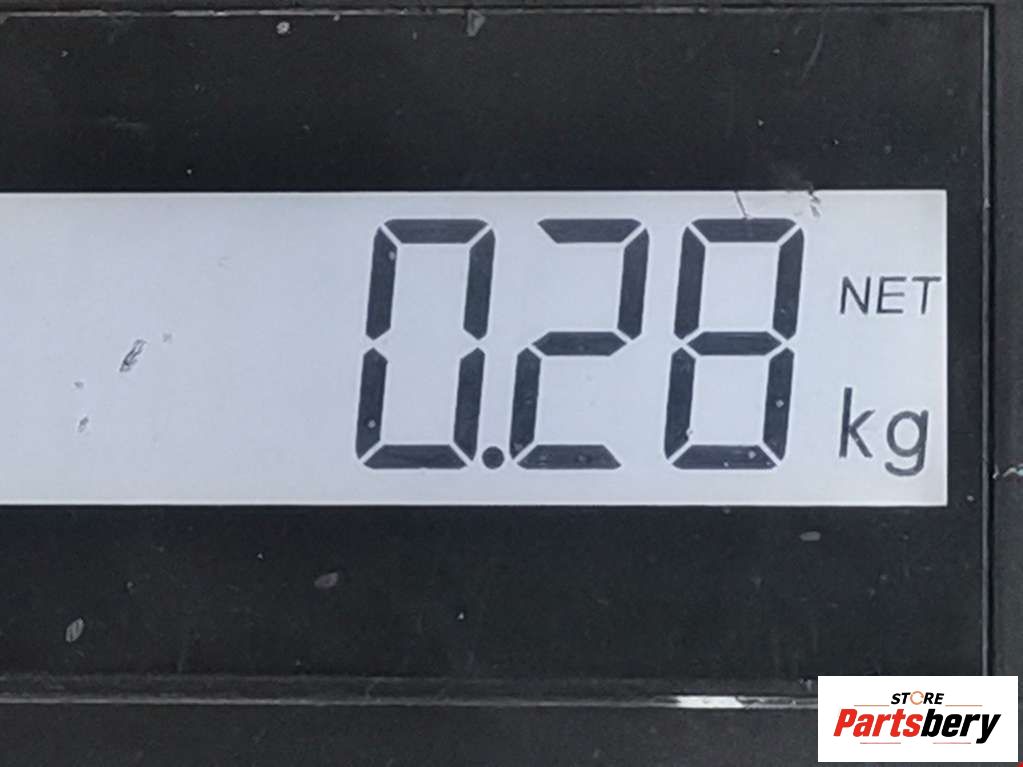 0.28 NET
kg
STORE
Partsbery